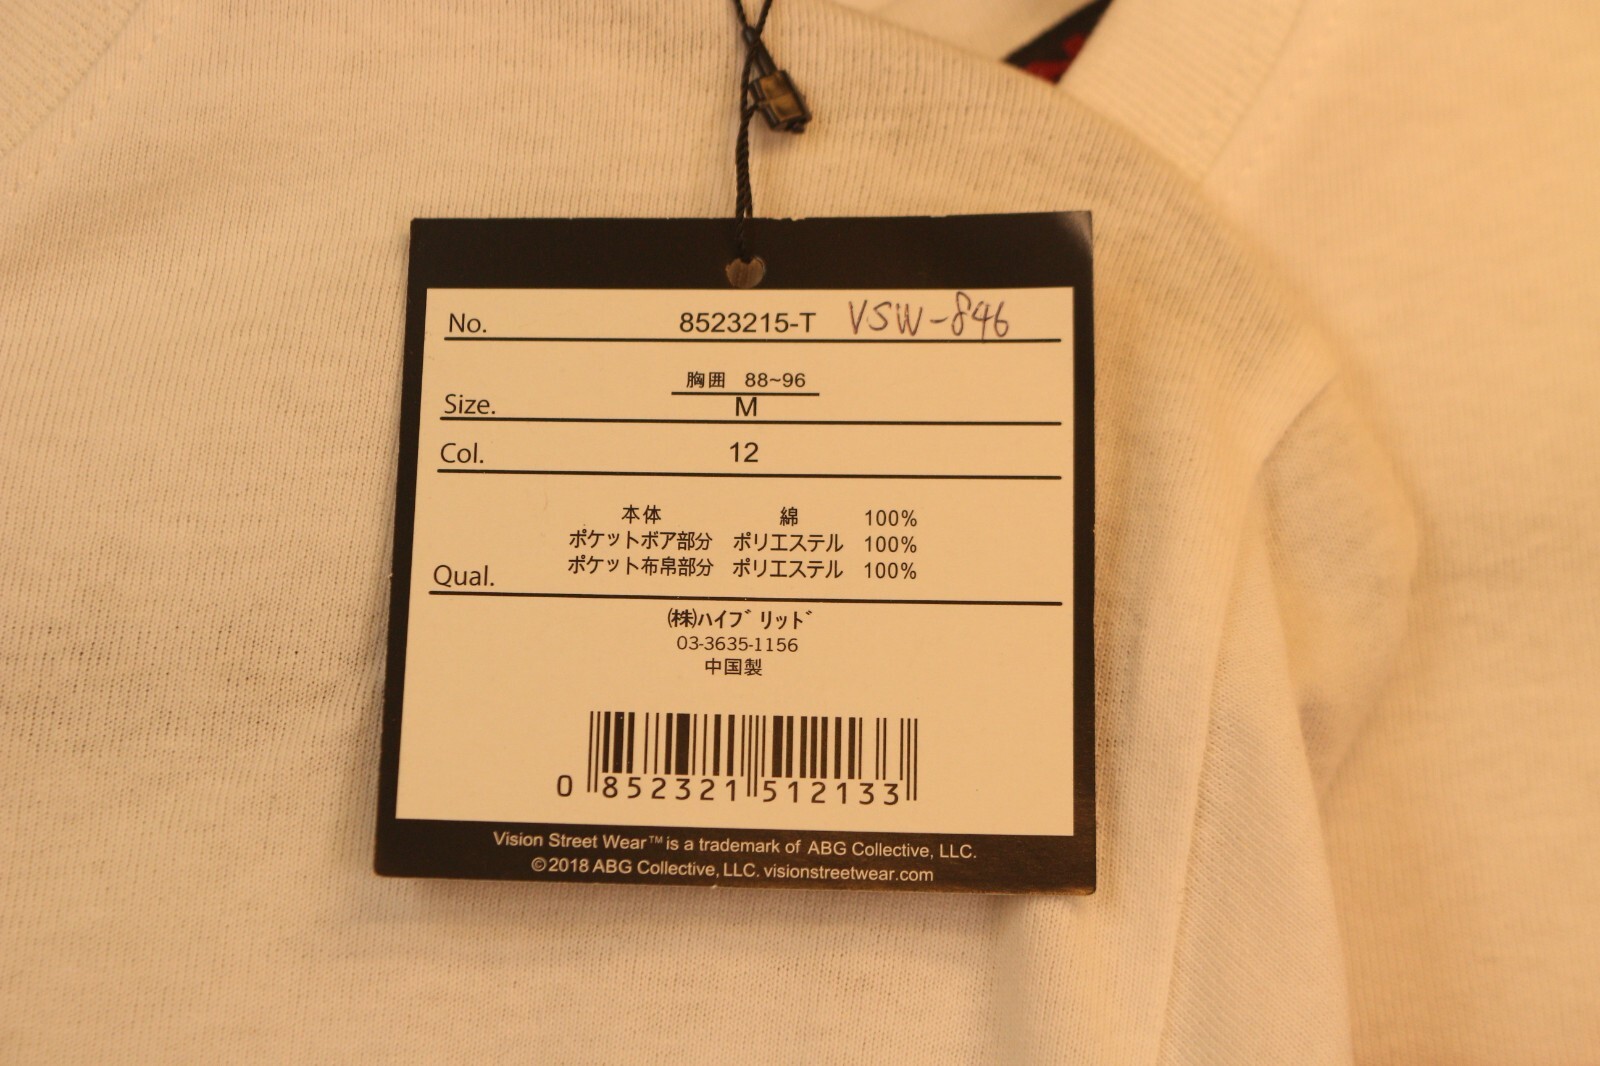 No. 8523215-T VSW-846
胸囲 88~96
Size. M
Col. 12
本体 綿 100%
ポケットボア部分 ポリエステル 100%
ポケット布帛部分 ポリエステル 100%
Qual.
㈱ハイブリッド
03-3635-1156
中国製
0 852321 512133
Vision Street Wear™ is a trademark of ABG Collective, LLC.
©2018 ABG Collective, LLC. visionstreetwear.com